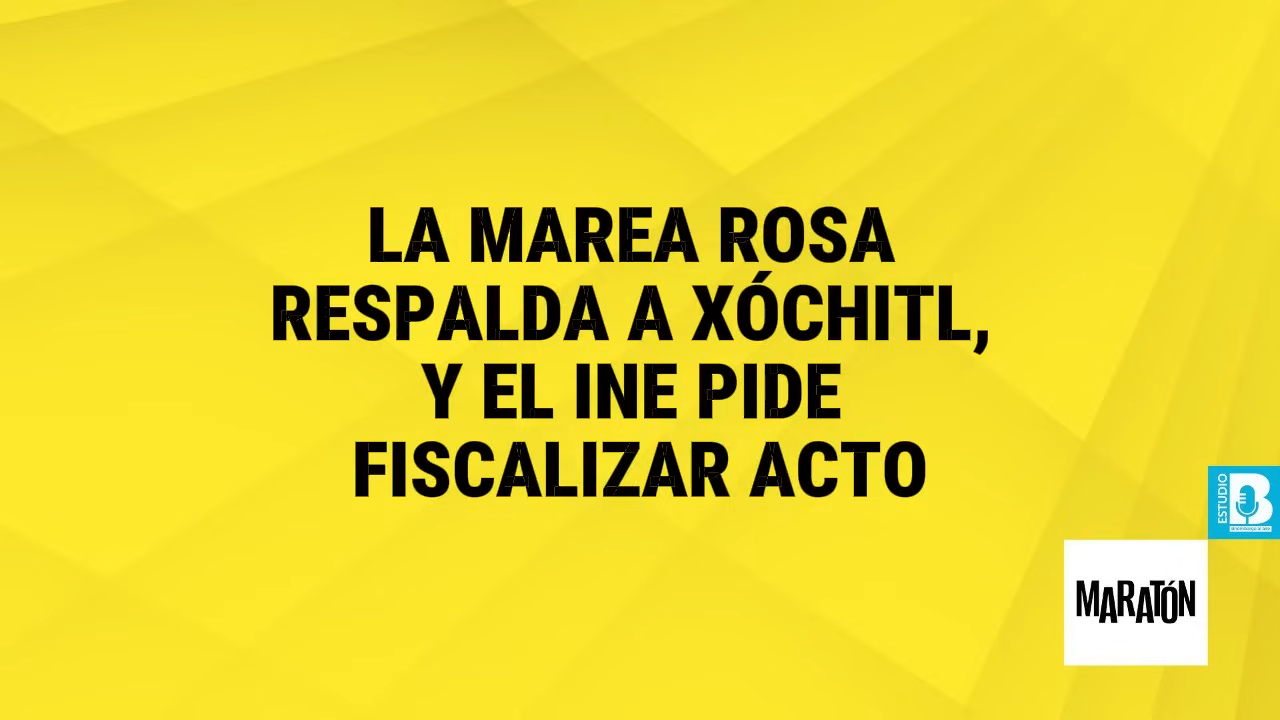 LA MAREA ROSA
RESPALDA A XÓCHITL,
Y EL INE PIDE
FISCALIZAR ACTO
ESTUDIO
B
MARATÓN